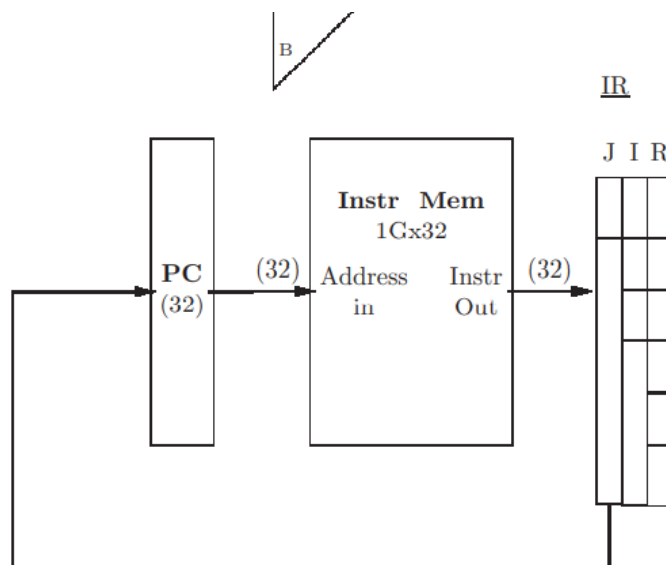 B
IR
J I R
Instr Mem
1Gx32
PC
(32)
(32)
Address
in
Instr
Out
(32)